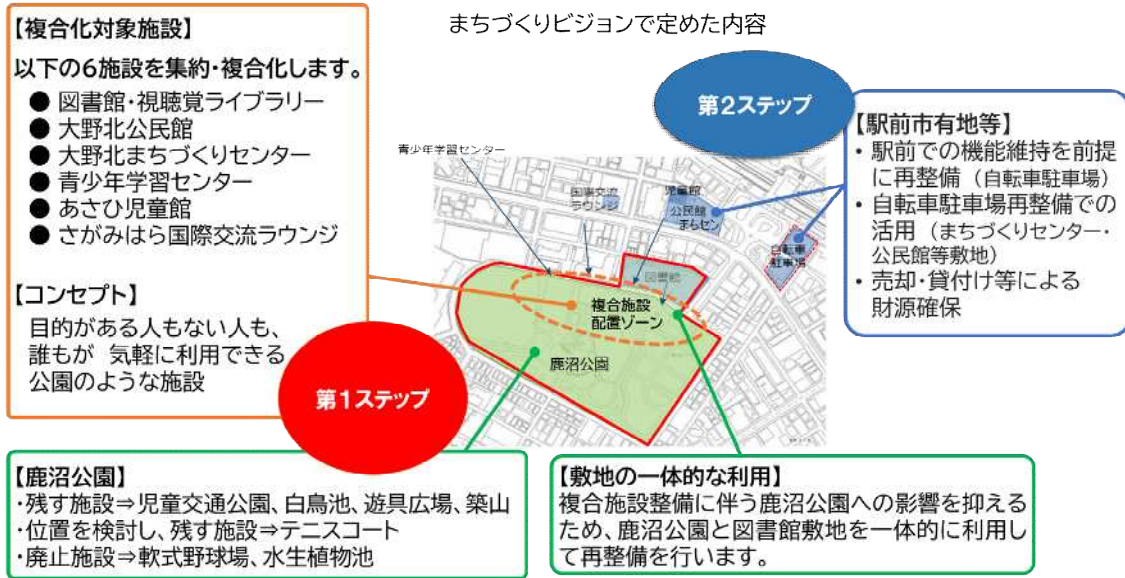 まちづくりビジョンで定めた内容
【複合化対象施設】
以下の6施設を集約・複合化します。
● 図書館・視聴覚ライブラリー
● 大野北公民館
● 大野北まちづくりセンター
● 青少年学習センター
● あさひ児童館
● さがみはら国際交流ラウンジ
【コンセプト】
目的がある人もない人も、
誰もが 気軽に利用できる
公園のような施設
第1ステップ
第2ステップ
【駅前市有地等】
・ 駅前での機能維持を前提
に再整備（自転車駐車場）
・ 自転車駐車場再整備での
活用（まちづくりセンター・
公民館等敷地）
・ 売却・貸付け等による
財源確保
青少年学習センター
国際交流
ラウンジ
児童館
公民館
まちセン
自転車
駐車場
図書館
複合施設
配置ゾーン
鹿沼公園
【鹿沼公園】
・残す施設⇒児童交通公園、白鳥池、遊具広場、築山
・位置を検討し、残す施設⇒テニスコート
・廃止施設⇒軟式野球場、水生植物池
【敷地の一体的な利用】
複合施設整備に伴う鹿沼公園への影響を抑える
ため、鹿沼公園と図書館敷地を一体的に利用し
て再整備を行います。